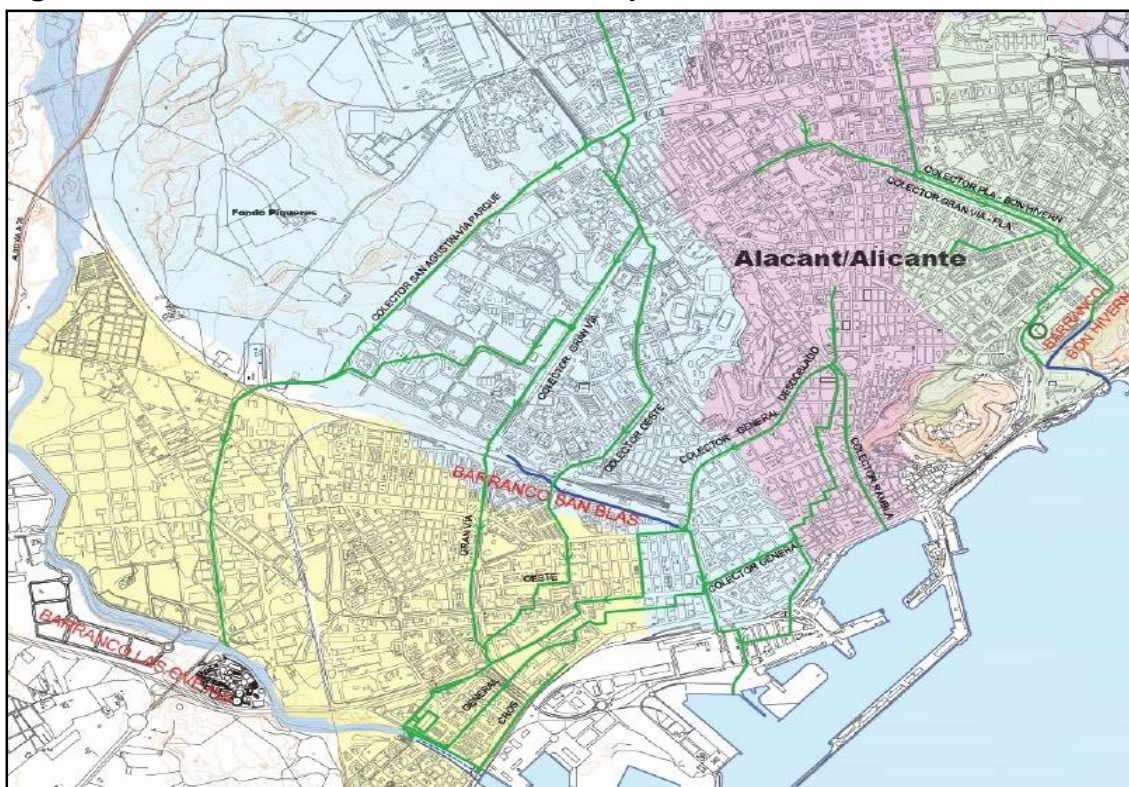 COLECTOR PLA - BON HIVERN
COLECTOR GRAN VIA - PLA
Fondo Piqueres
COLECTOR SAN AGUSTIN-VIA PARQUE
Alacant/Alicante
BARRANCO
BON HIVERN
COLECTOR GRAN VIA
COLECTOR OESTE
COLECTOR GENERAL DESDOBLADO
COLECTOR RAMBLA
BARRANCO SAN BLAS
GRAN VIA
OESTE
COLECTOR GENERAL
BARRANCO LAS OVEJAS
GENERAL
CROS